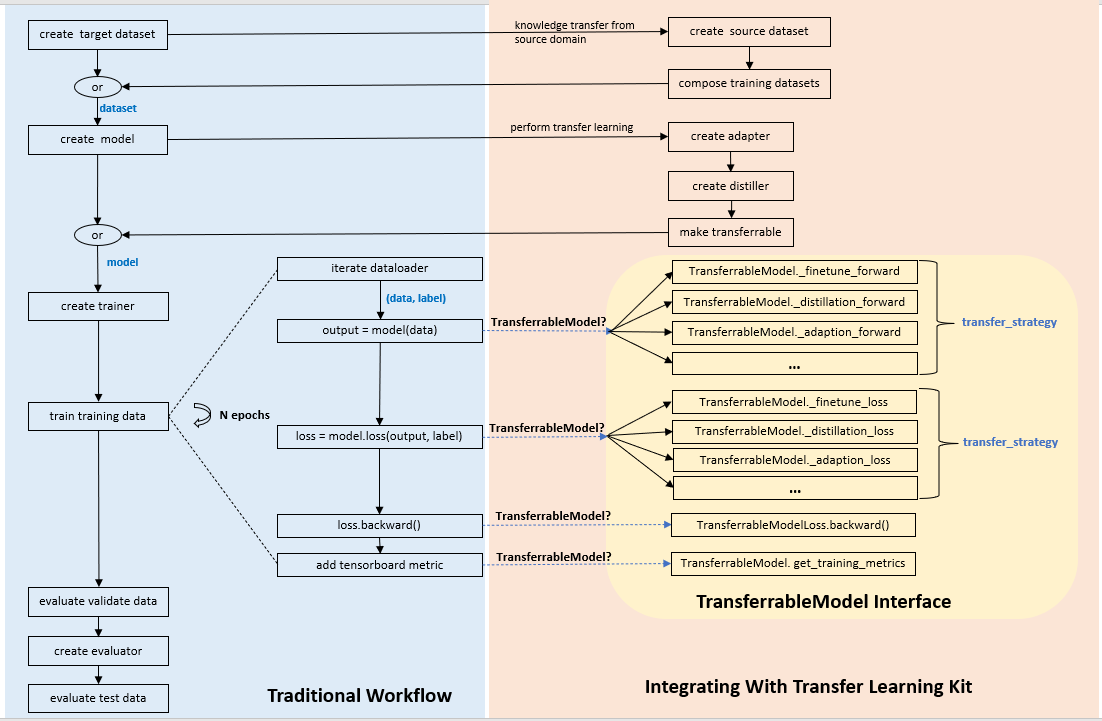 create target dataset
knowledge transfer from
source domain
create source dataset
or
compose training datasets
dataset
create model
perform transfer learning
create adapter
create distiller
or
make transferrable
model
create trainer
iterate dataloader
(data, label)
output = model(data)
TransferrableModel?
TransferrableModel._finetune_forward
TransferrableModel._distillation_forward
TransferrableModel._adaption_forward
...
transfer_strategy
train training data
N epochs
loss = model.loss(output, label)
TransferrableModel?
TransferrableModel._finetune_loss
TransferrableModel._distillation_loss
TransferrableModel._adaption_loss
...
transfer_strategy
loss.backward()
TransferrableModel?
TransferrableModelLoss.backward()
add tensorboard metric
TransferrableModel?
TransferrableModel. get_training_metrics
TransferrableModel Interface
evaluate validate data
create evaluator
evaluate test data
Traditional Workflow
Integrating With Transfer Learning Kit